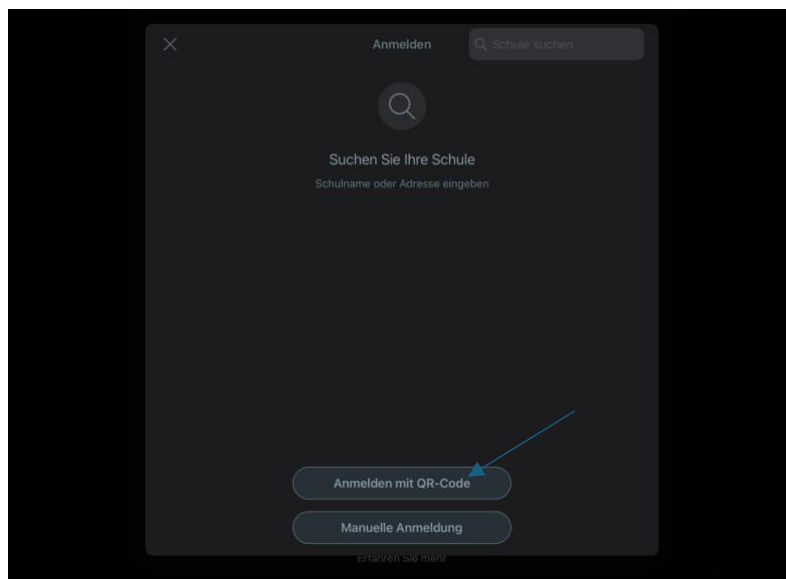 Anmelden
Schule suchen
Suchen Sie Ihre Schule
Schulname oder Adresse eingeben
Anmelden mit QR-Code
Manuelle Anmeldung
Erfahren Sie mehr